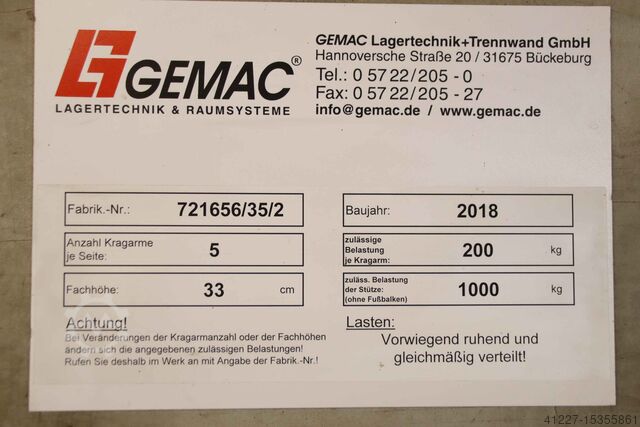 GEMAC®
LAGERTECHNIK & RAUMSYSTEME
GEMAC Lagertechnik+Trennwand GmbH
Hannoversche Straße 20 / 31675 Bückeburg
Tel.: 0 57 22/205 - 0
Fax: 0 57 22/205 - 27
info@gemac.de / www.gemac.de
Fabrik.-Nr.: 721656/35/2
Anzahl Kragarme
je Seite: 5
Fachhöhe: 33 cm
Achtung!
Bei Veränderungen der Kragarmanzahl oder der Fachhöhen
ändern sich die angegebenen zulässigen Belastungen!
Rufen Sie deshalb im Werk an mit Angabe der Fabrik.-Nr.!
Baujahr: 2018
zulässige
Belastung 200 kg
je Kragarm:
zuläss. Belastung
der Stütze: 1000 kg
(ohne Fußbalken)
Lasten:
Vorwiegend ruhend und
gleichmäßig verteilt!
41227-15355861